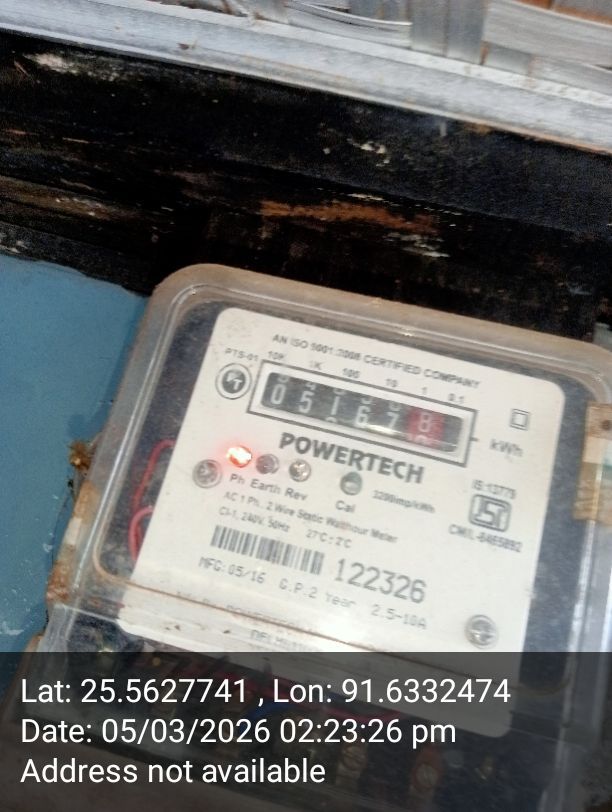 AN ISO 9001:2008 CERTIFIED COMPANY
PTS-01 10K 1K 100 10 1 0.1
0 5 1 6 7 8
kWh
POWERTECH
Ph Earth Rev
Cal
3200imp/kWh
IS:13779
AC 1 Ph., 2 Wire Static Watthour Meter
Cl-1, 240V, 50Hz 27°C ± 2°C
CM/L-8465892
122326
MFG:05/16 G.P.2 Year 2.5-10A
POWERTECH
Lat: 25.5627741 , Lon: 91.6332474
Date: 05/03/2026 02:23:26 pm
Address not available